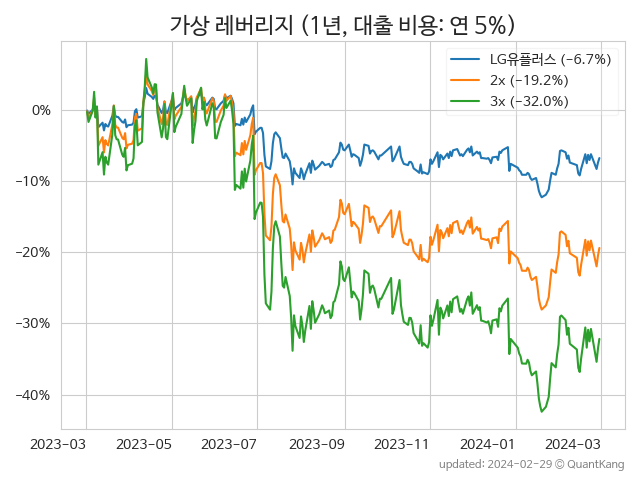 가상 레버리지 (1년, 대출 비용: 연 5%)
LG유플러스 (−6.7%)
2x (−19.2%)
3x (−32.0%)
0%
−10%
−20%
−30%
−40%
2023-03 2023-05 2023-07 2023-09 2023-11 2024-01 2024-03
updated: 2024-02-29 © QuantKang